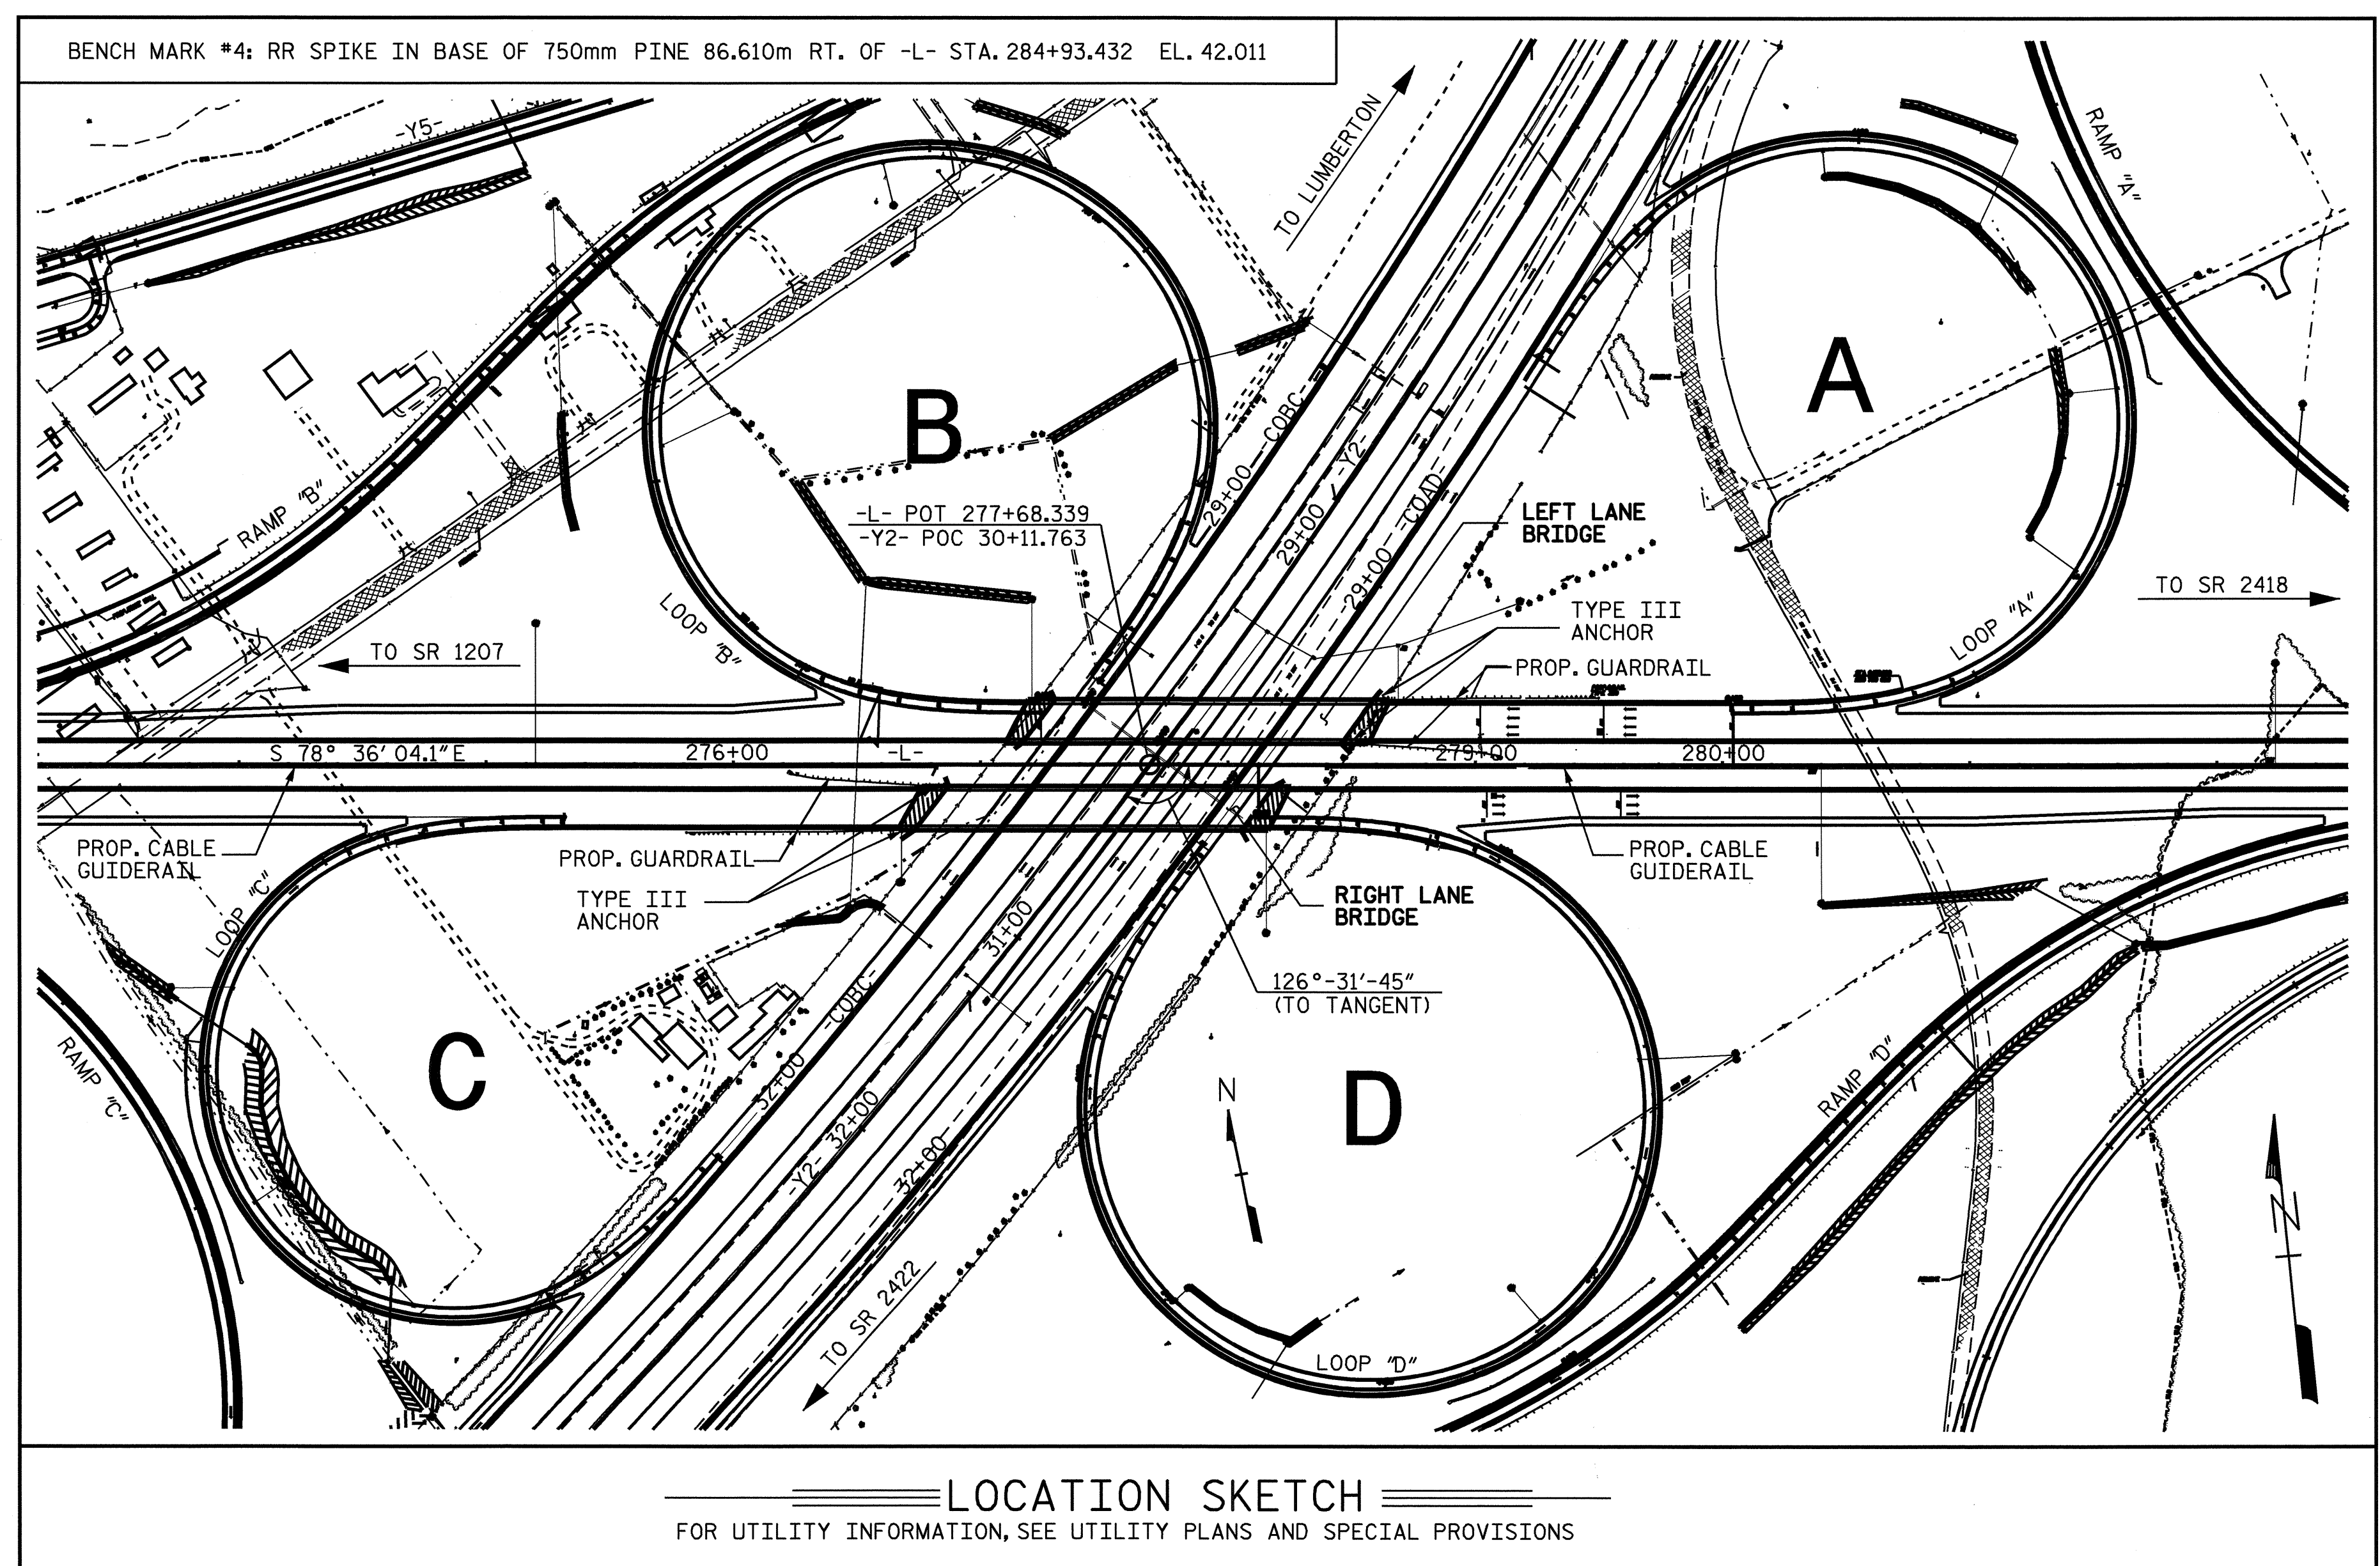 BENCH MARK #4: RR SPIKE IN BASE OF 750mm PINE 86.610m RT. OF -L- STA. 284+93.432 EL. 42.011
-Y5-
TO LUMBERTON
RAMP "A"
A
B
-COBC-
29+00
-Y2-
29+00
-COAD-
29+00
RAMP "B"
-L- POT 277+68.339
-Y2- POC 30+11.763
LEFT LANE
BRIDGE
TO SR 2418
TYPE III
ANCHOR
LOOP "A"
LOOP "B"
TO SR 1207
PROP. GUARDRAIL
S 78° 36' 04.1" E
276+00
-L-
279+00
280+00
PROP. CABLE
GUIDERAIL
PROP. GUARDRAIL
PROP. CABLE
GUIDERAIL
LOOP "C"
TYPE III
ANCHOR
RIGHT LANE
BRIDGE
31+00
126°-31'-45"
(TO TANGENT)
-COBC-
C
RAMP "C"
32+00
-Y2- 32+00
32+00
N
D
RAMP "D"
N
TO SR 2422
LOOP "D"
LOCATION SKETCH
FOR UTILITY INFORMATION, SEE UTILITY PLANS AND SPECIAL PROVISIONS